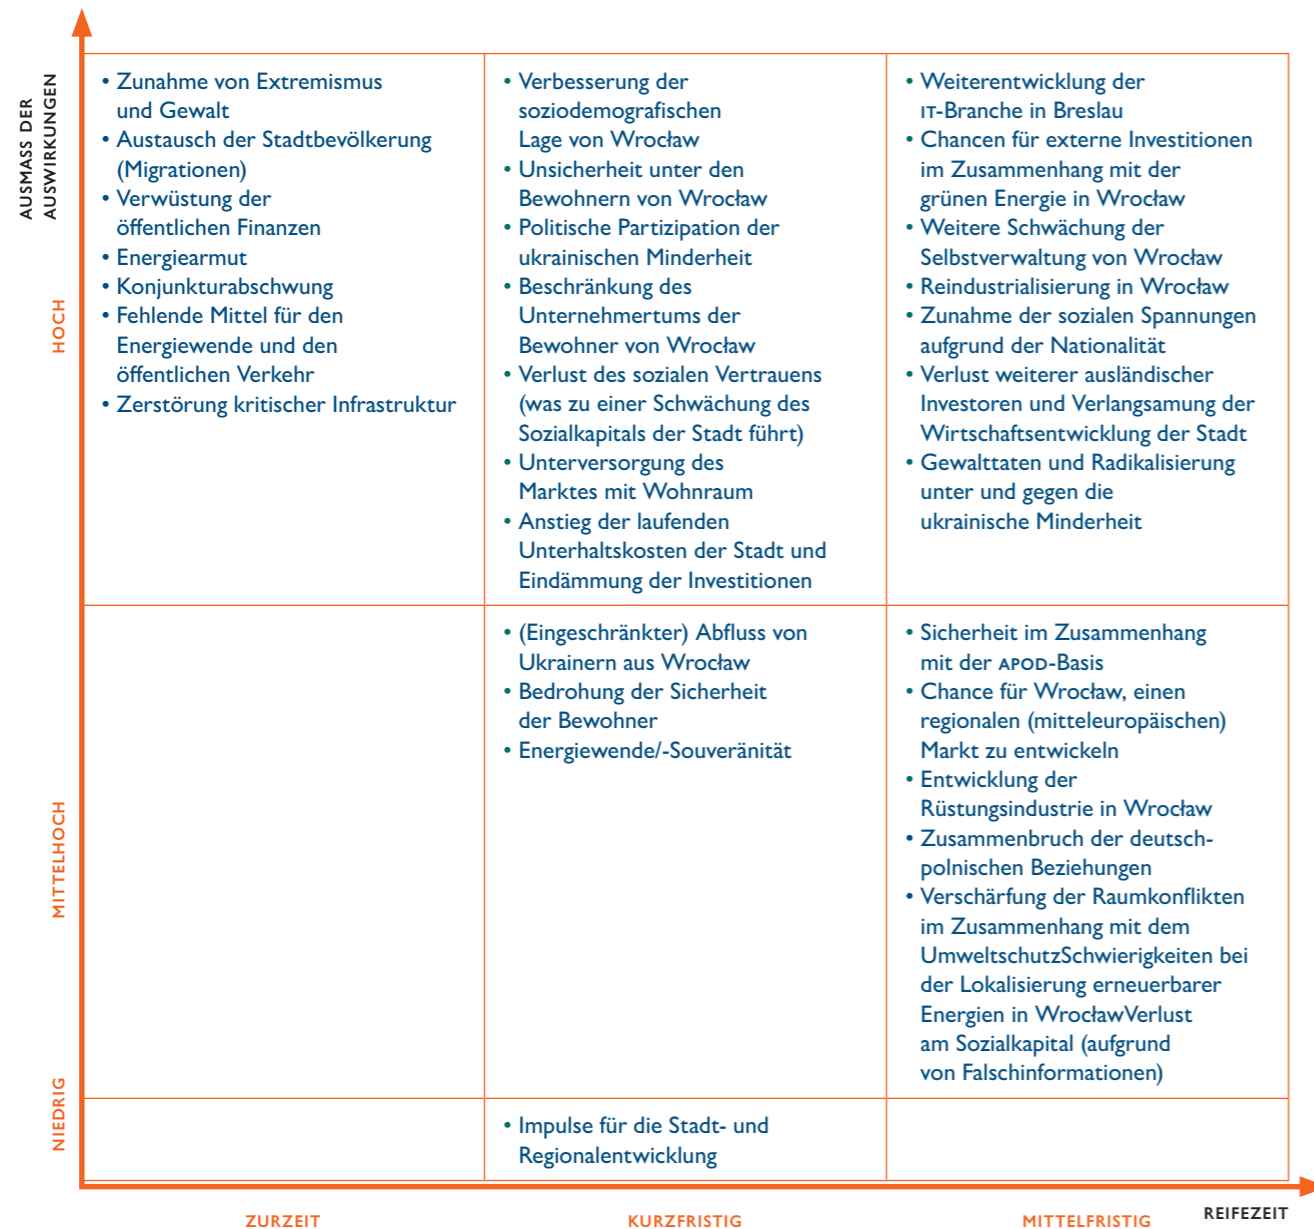 AUSMASS DER
AUSWIRKUNGEN
HOCH
• Zunahme von Extremismus
und Gewalt
• Austausch der Stadtbevölkerung
(Migrationen)
• Verwüstung der
öffentlichen Finanzen
• Energiearmut
• Konjunkturabschwung
• Fehlende Mittel für den
Energiewende und den
öffentlichen Verkehr
• Zerstörung kritischer Infrastruktur
• Verbesserung der
soziodemografischen
Lage von Wrocław
• Unsicherheit unter den
Bewohnern von Wrocław
• Politische Partizipation der
ukrainischen Minderheit
• Beschränkung des
Unternehmertums der
Bewohner von Wrocław
• Verlust des sozialen Vertrauens
(was zu einer Schwächung des
Sozialkapitals der Stadt führt)
• Unterversorgung des
Marktes mit Wohnraum
• Anstieg der laufenden
Unterhaltskosten der Stadt und
Eindämmung der Investitionen
• Weiterentwicklung der
IT-Branche in Breslau
• Chancen für externe Investitionen
im Zusammenhang mit der
grünen Energie in Wrocław
• Weitere Schwächung der
Selbstverwaltung von Wrocław
• Reindustrialisierung in Wrocław
• Zunahme der sozialen Spannungen
aufgrund der Nationalität
• Verlust weiterer ausländischer
Investoren und Verlangsamung der
Wirtschaftsentwicklung der Stadt
• Gewalttaten und Radikalisierung
unter und gegen die
ukrainische Minderheit
MITTELHOCH
• (Eingeschränkter) Abfluss von
Ukrainern aus Wrocław
• Bedrohung der Sicherheit
der Bewohner
• Energiewende/-Souveränität
• Sicherheit im Zusammenhang
mit der APOD-Basis
• Chance für Wrocław, einen
regionalen (mitteleuropäischen)
Markt zu entwickeln
• Entwicklung der
Rüstungsindustrie in Wrocław
• Zusammenbruch der deutsch-
polnischen Beziehungen
• Verschärfung der Raumkonflikten
im Zusammenhang mit dem
UmweltschutzSchwierigkeiten bei
der Lokalisierung erneuerbarer
Energien in WrocławVerlust
am Sozialkapital (aufgrund
von Falschinformationen)
NIEDRIG
• Impulse für die Stadt- und
Regionalentwicklung
ZURZEIT
KURZFRISTIG
MITTELFRISTIG
REIFEZEIT